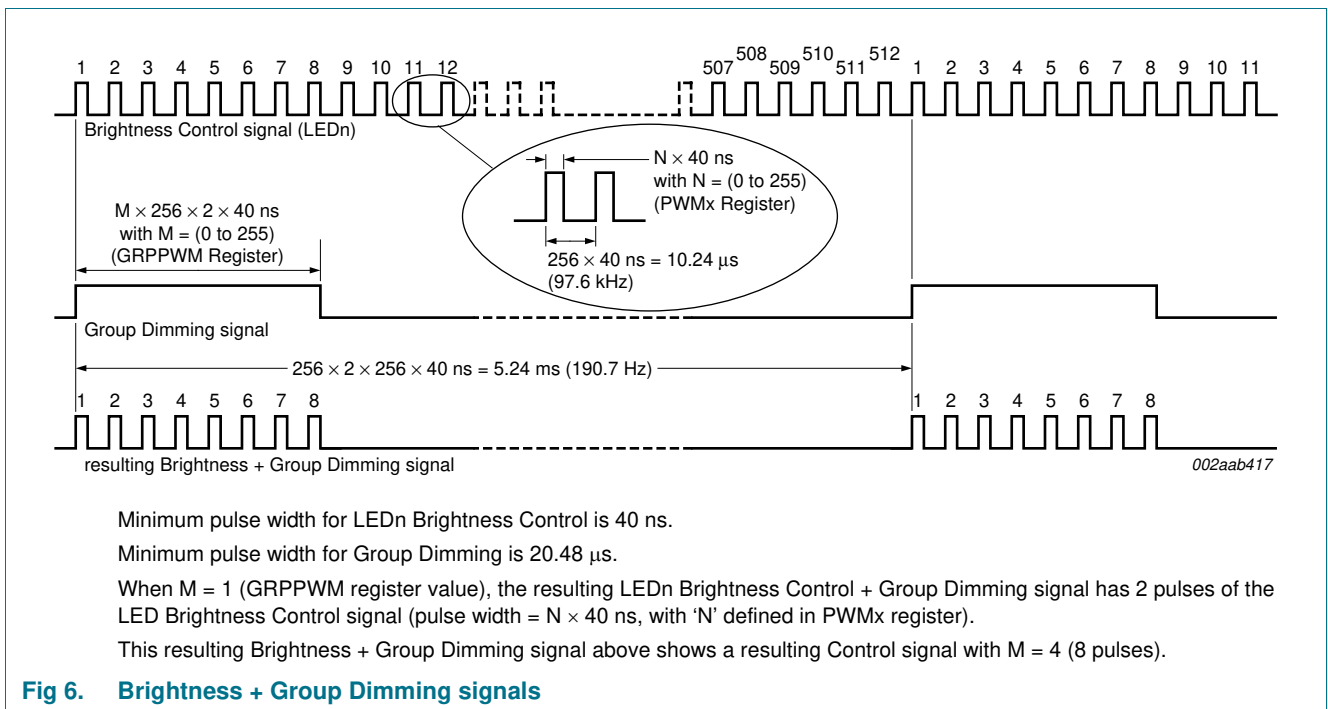 1 2 3 4 5 6 7 8 9 10 11 12 507 508 509 510 511 512 1 2 3 4 5 6 7 8 9 10 11
Brightness Control signal (LEDn)
N × 40 ns
with N = (0 to 255)
(PWMx Register)
256 × 40 ns = 10.24 μs
(97.6 kHz)
M × 256 × 2 × 40 ns
with M = (0 to 255)
(GRPPWM Register)
Group Dimming signal
256 × 2 × 256 × 40 ns = 5.24 ms (190.7 Hz)
1 2 3 4 5 6 7 8 1 2 3 4 5 6 7 8
resulting Brightness + Group Dimming signal
002aab417
Minimum pulse width for LEDn Brightness Control is 40 ns.
Minimum pulse width for Group Dimming is 20.48 μs.
When M = 1 (GRPPWM register value), the resulting LEDn Brightness Control + Group Dimming signal has 2 pulses of the
LED Brightness Control signal (pulse width = N × 40 ns, with ‘N’ defined in PWMx register).
This resulting Brightness + Group Dimming signal above shows a resulting Control signal with M = 4 (8 pulses).
Fig 6. Brightness + Group Dimming signals